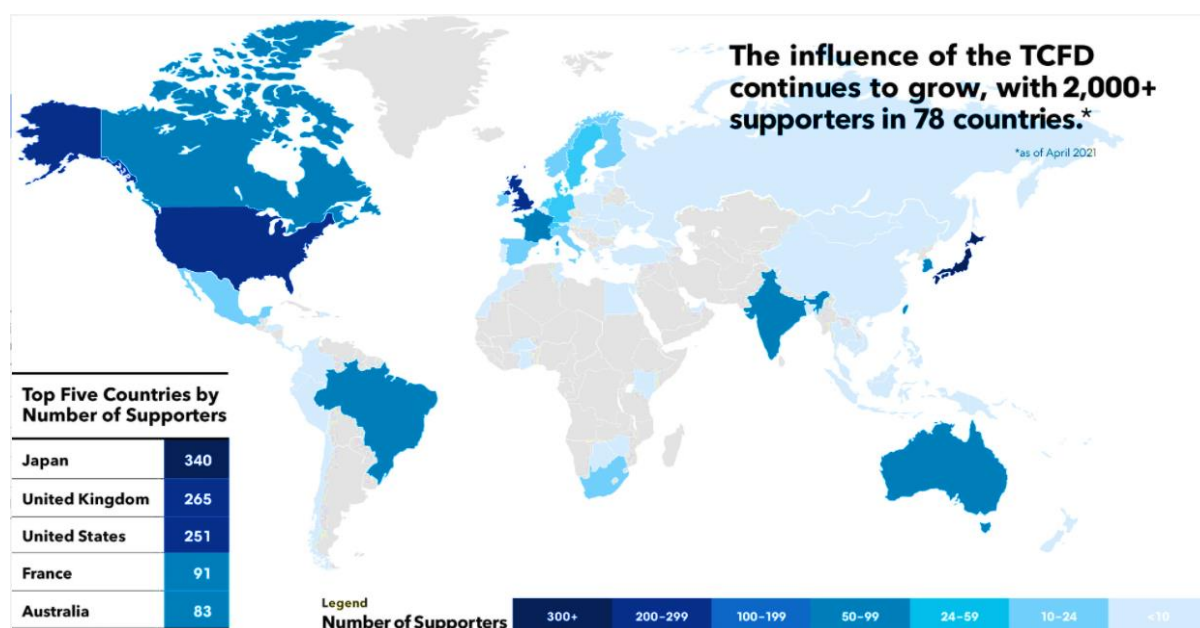 The influence of the TCFD
continues to grow, with 2,000+
supporters in 78 countries.*
*as of April 2021
Top Five Countries by
Number of Supporters
Japan 340
United Kingdom 265
United States 251
France 91
Australia 83
Legend
Number of Supporters
300+ 200–299 100–199 50–99 24–59 10–24 <10